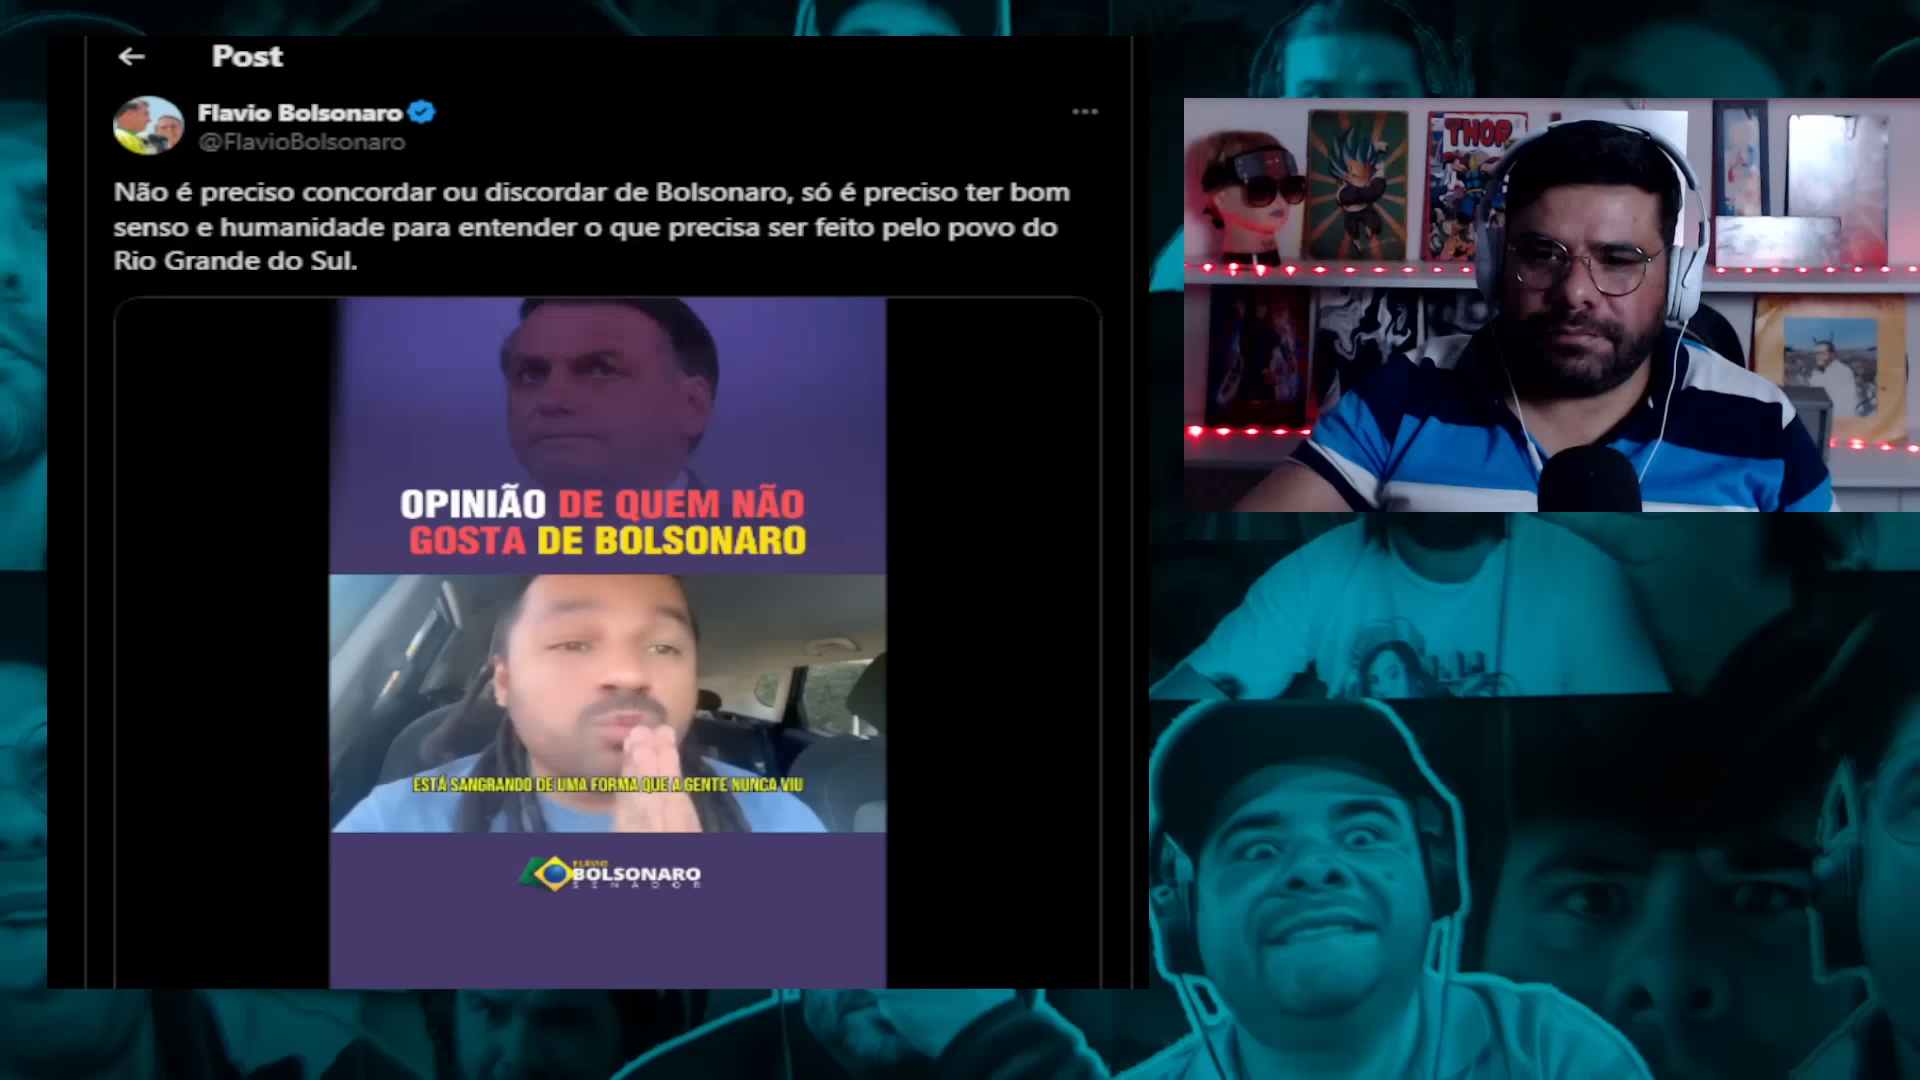 Post
Flavio Bolsonaro
@FlavioBolsonaro
Não é preciso concordar ou discordar de Bolsonaro, só é preciso ter bom
senso e humanidade para entender o que precisa ser feito pelo povo do
Rio Grande do Sul.
OPINIÃO DE QUEM NÃO
GOSTA DE BOLSONARO
ESTÁ SANGRANDO DE UMA FORMA QUE A GENTE NUNCA VIU
FLAVIO
BOLSONARO
SENADOR
THOR